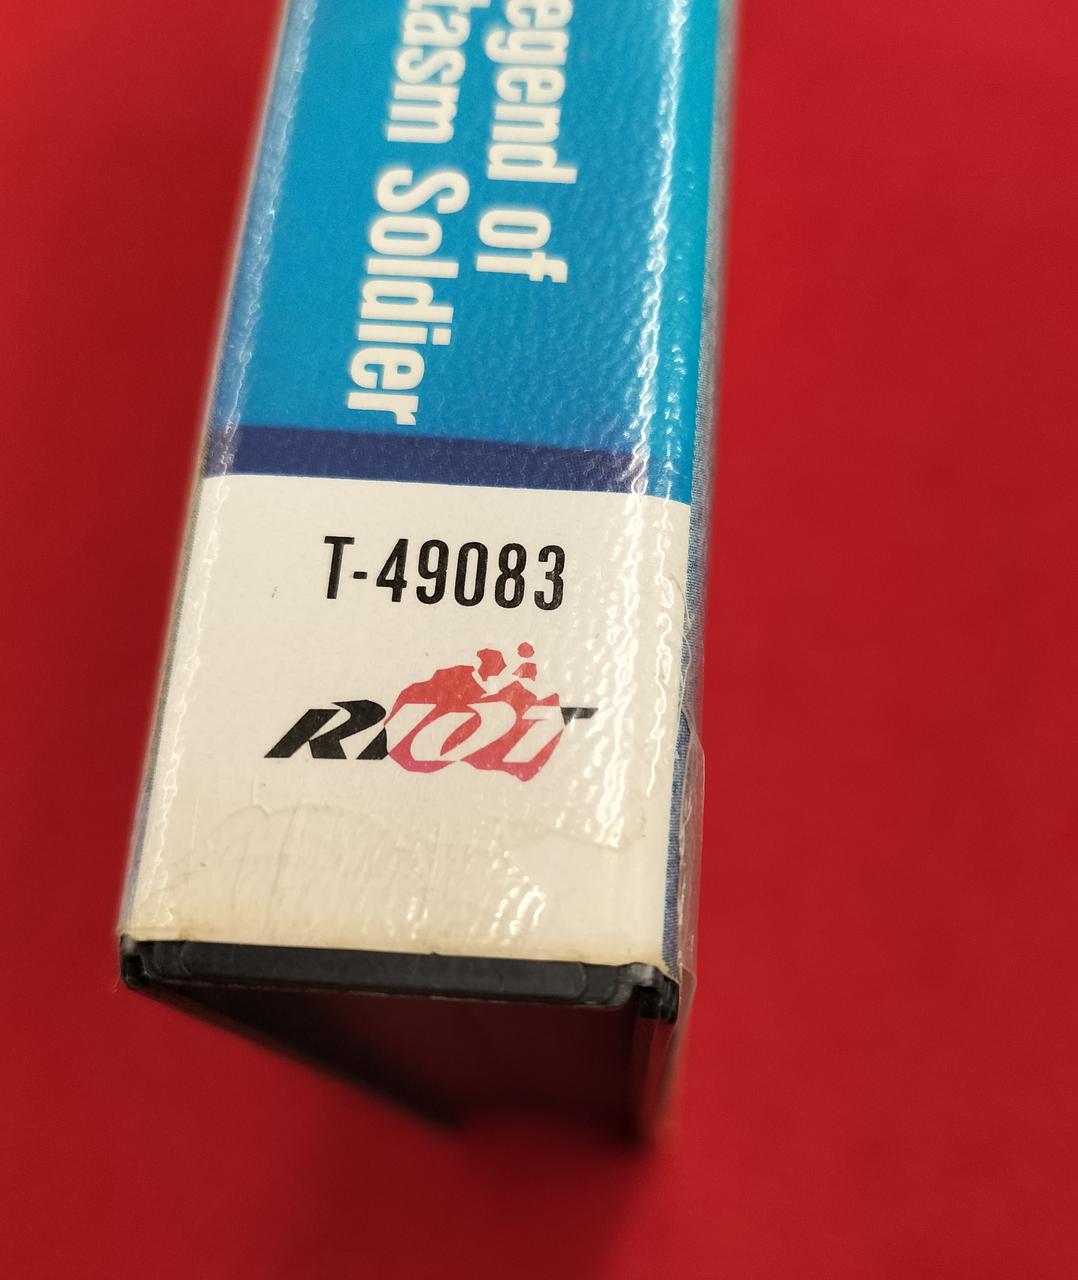 egend of
tasm Soldier
T-49083
RIOT